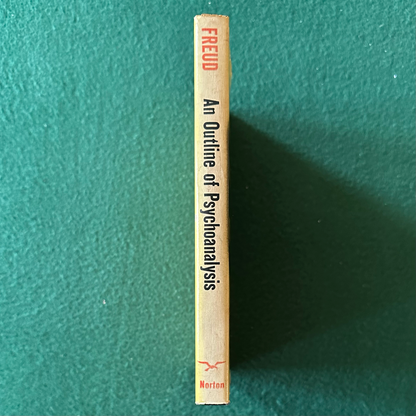 FREUD
An Outline of Psychoanalysis
Norton